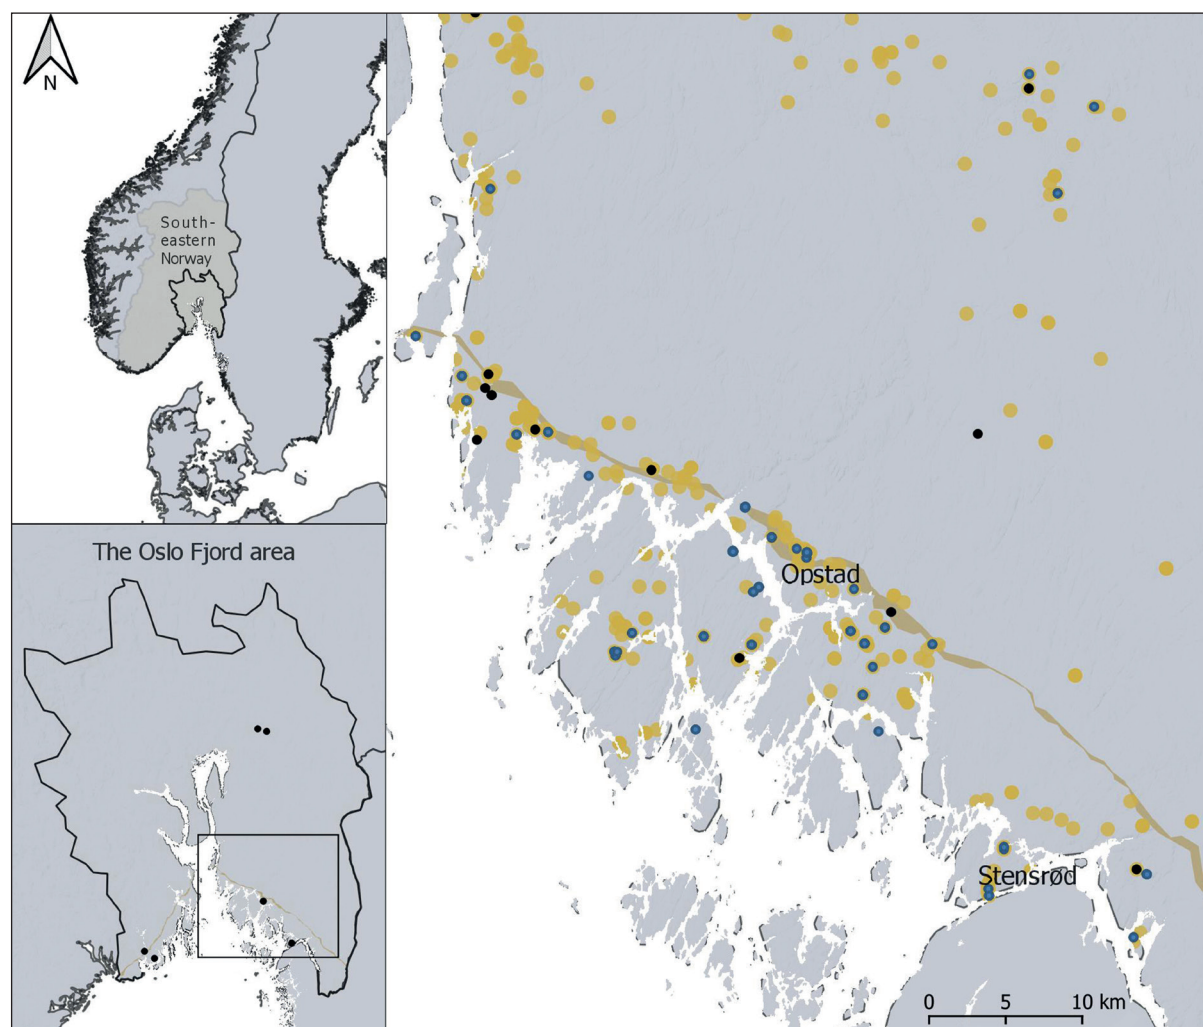 N
South-
eastern
Norway
The Oslo Fjord area
Opstad
Stensrød
0 5 10 km